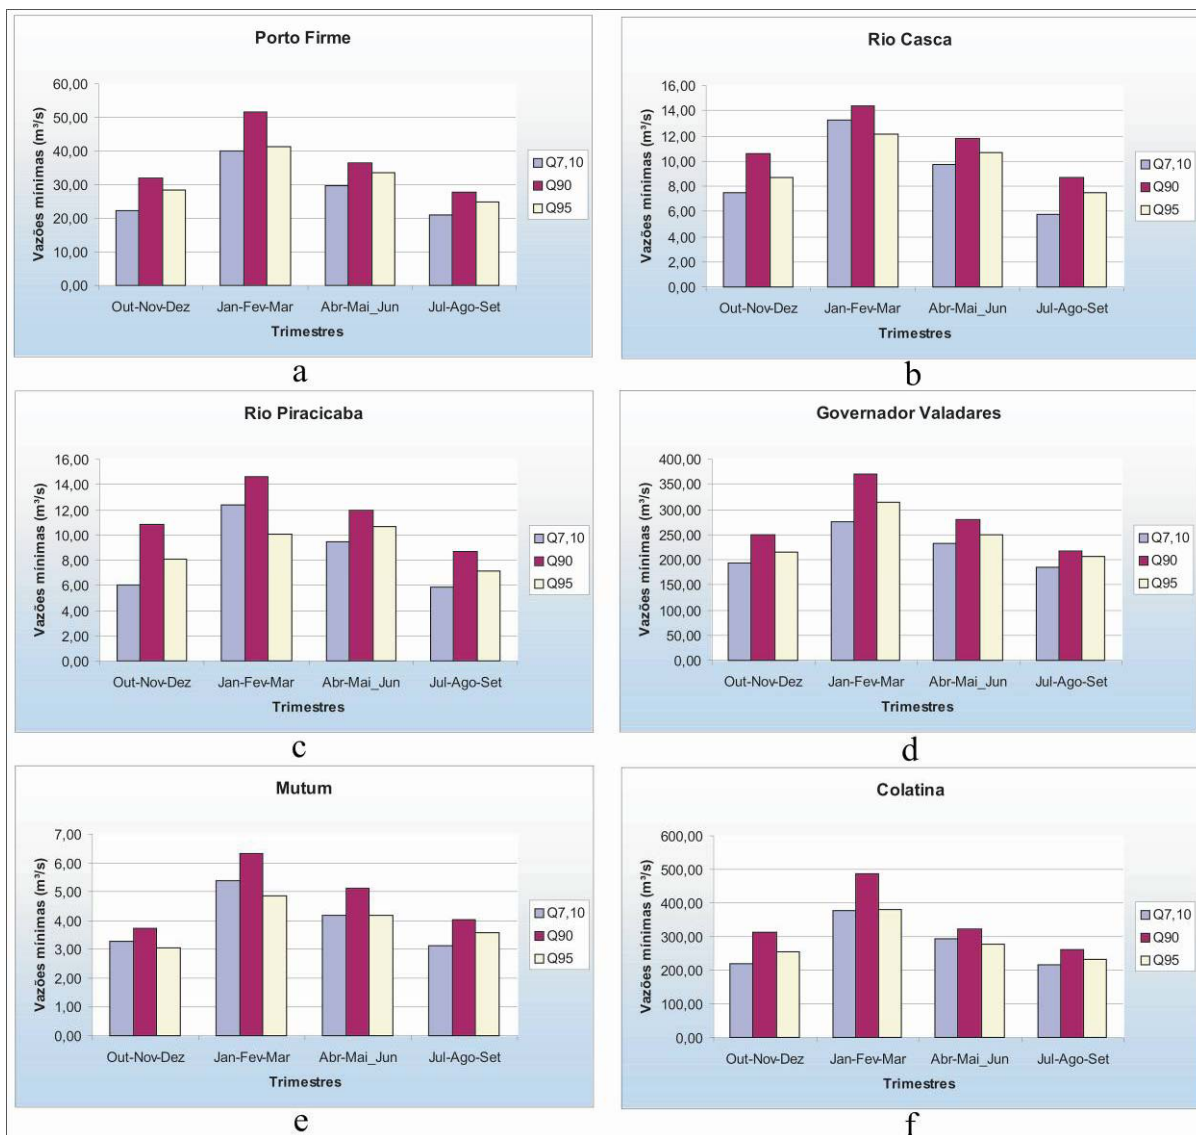 Porto Firme
Vazões mínimas (m³/s)
60,00
50,00
40,00
30,00
20,00
10,00
0,00
Out-Nov-Dez Jan-Fev-Mar Abr-Mai_Jun Jul-Ago-Set
Trimestres
Q7,10
Q90
Q95
a
Rio Casca
Vazões mínimas (m³/s)
16,00
14,00
12,00
10,00
8,00
6,00
4,00
2,00
0,00
Out-Nov-Dez Jan-Fev-Mar Abr-Mai_Jun Jul-Ago-Set
Trimestres
Q7,10
Q90
Q95
b
Rio Piracicaba
Vazões mínimas (m³/s)
16,00
14,00
12,00
10,00
8,00
6,00
4,00
2,00
0,00
Out-Nov-Dez Jan-Fev-Mar Abr-Mai_Jun Jul-Ago-Set
Trimestres
Q7,10
Q90
Q95
c
Governador Valadares
Vazões mínimas (m³/s)
400,00
350,00
300,00
250,00
200,00
150,00
100,00
50,00
0,00
Out-Nov-Dez Jan-Fev-Mar Abr-Mai_Jun Jul-Ago-Set
Trimestres
Q7,10
Q90
Q95
d
Mutum
Vazões mínimas (m³/s)
7,00
6,00
5,00
4,00
3,00
2,00
1,00
0,00
Out-Nov-Dez Jan-Fev-Mar Abr-Mai_Jun Jul-Ago-Set
Trimestres
Q7,10
Q90
Q95
e
Colatina
Vazões mínimas (m³/s)
600,00
500,00
400,00
300,00
200,00
100,00
0,00
Out-Nov-Dez Jan-Fev-Mar Abr-Mai_Jun Jul-Ago-Set
Trimestres
Q7,10
Q90
Q95
f